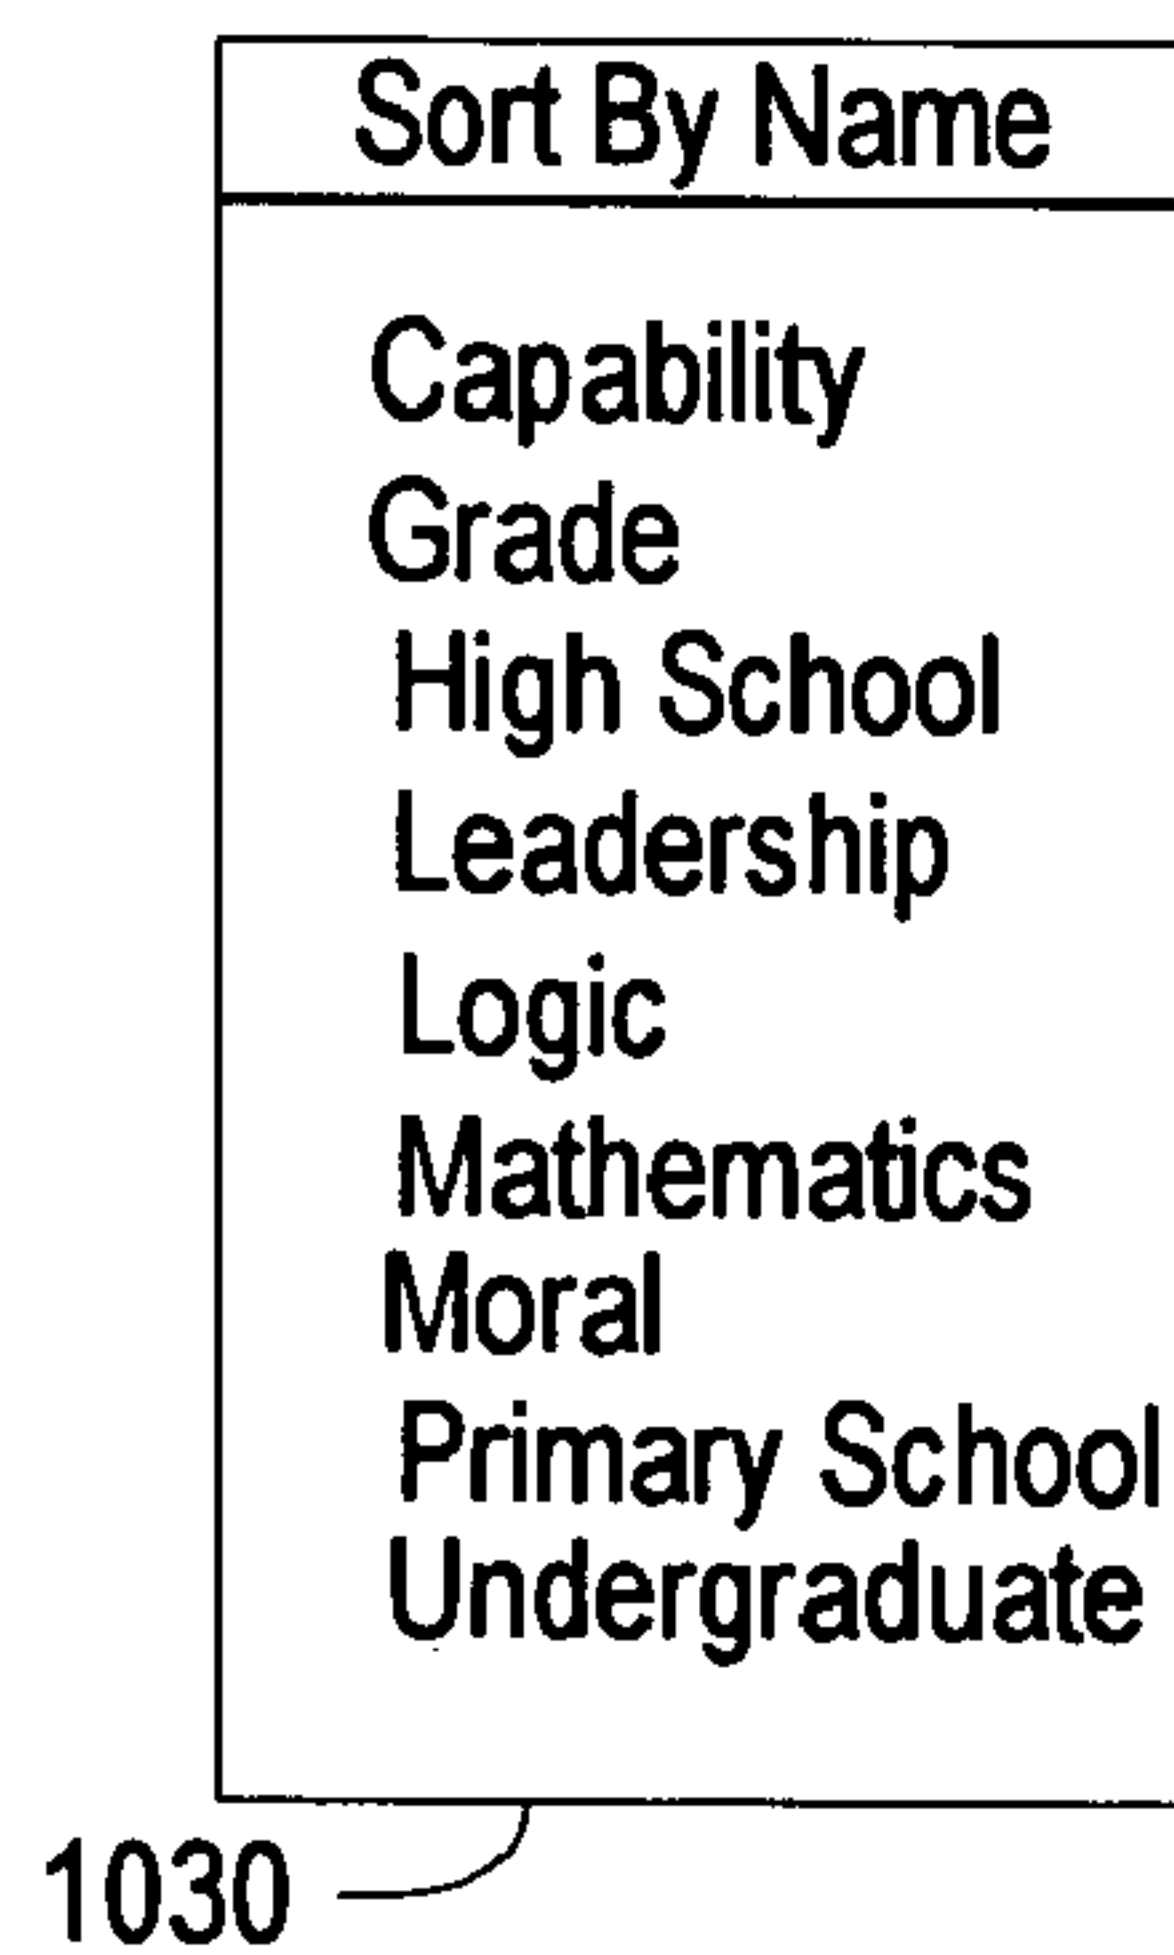 Sort By Name
Capability
Grade
High School
Leadership
Logic
Mathematics
Moral
Primary School
Undergraduate
1030